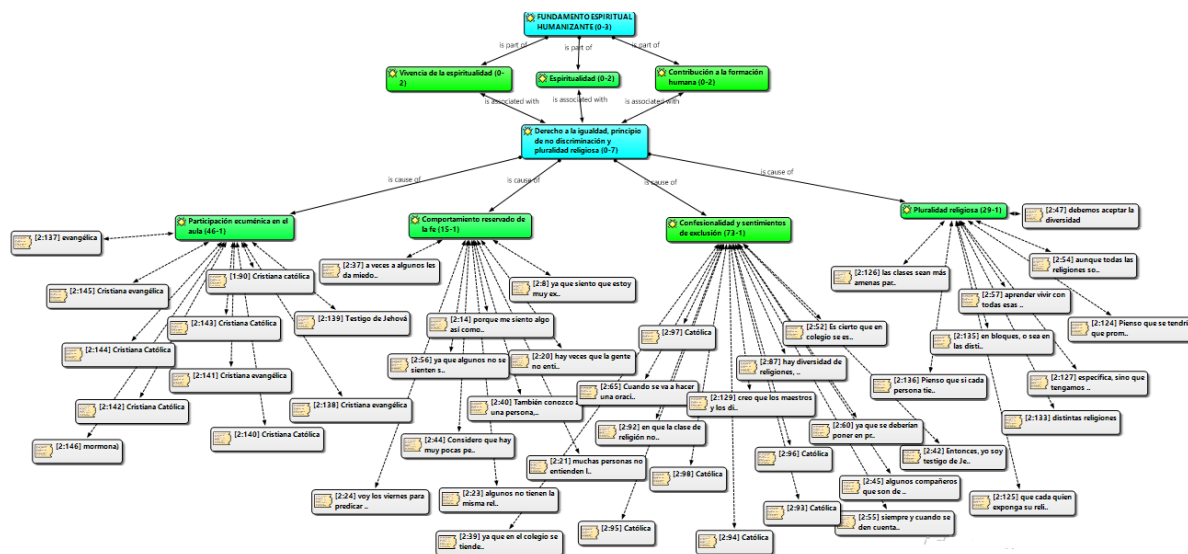 FUNDAMENTO ESPIRITUAL
HUMANIZANTE (0-3)
is part of
is part of
is part of
Vivencia de la espiritualidad (0-
2)
Espiritualidad (0-2)
Contribución a la formación
humana (0-2)
is associated with
is associated with
is associated with
Derecho a la igualdad, principio
de no discriminación y
pluralidad religiosa (0-7)
is cause of
is cause of
is cause of
is cause of
Participación ecuménica en el
aula (46-1)
Comportamiento reservado de
la fe (15-1)
Confesionalidad y sentimientos
de exclusión (73-1)
Pluralidad religiosa (29-1)
[2:47] debemos aceptar la
diversidad
[2:137] evangélica
[2:145] Cristiana evangélica
[1:90] Cristiana católica
[2:143] Cristiana Católica
[2:139] Testigo de Jehová
[2:144] Cristiana Católica
[2:141] Cristiana evangélica
[2:142] Cristiana Católica
[2:138] Cristiana evangélica
[2:146] mormona)
[2:140] Cristiana Católica
[2:37] a veces a algunos les
da miedo..
[2:8] ya que siento que estoy
muy ex..
[2:14] porque me siento algo
así como..
[2:56] ya que algunos no se
sienten s..
[2:20] hay veces que la gente
no enti..
[2:40] También conozco a
una persona,..
[2:44] Considero que hay
muy pocas pe..
[2:21] muchas personas no
entienden l..
[2:24] voy los viernes para
predicar ..
[2:23] algunos no tienen la
misma rel..
[2:39] ya que en el colegio se
tiende..
[2:97] Católica
[2:52] Es cierto que en
colegio se es..
[2:87] hay diversidad de
religiones, ..
[2:65] Cuando se va a hacer
una oraci..
[2:129] creo que los maestros
y los di..
[2:92] en que la clase de
religión no..
[2:60] ya que se deberían
poner en pr..
[2:96] Católica
[2:42] Entonces, yo soy
testigo de Je..
[2:98] Católica
[2:45] algunos compañeros
que son de ..
[2:93] Católica
[2:55] siempre y cuando se
den cuenta..
[2:95] Católica
[2:94] Católica
[2:126] las clases sean más
amenas par..
[2:54] aunque todas las
religiones so..
[2:57] aprender vivir con
todas esas ..
[2:124] Pienso que se tendrí
que prom..
[2:135] en bloques, o sea en
las disti..
[2:136] Pienso que si cada
persona tie..
[2:127] específica, sino que
tengamos ..
[2:133] distintas religiones
[2:125] que cada quien
exponga su reli..